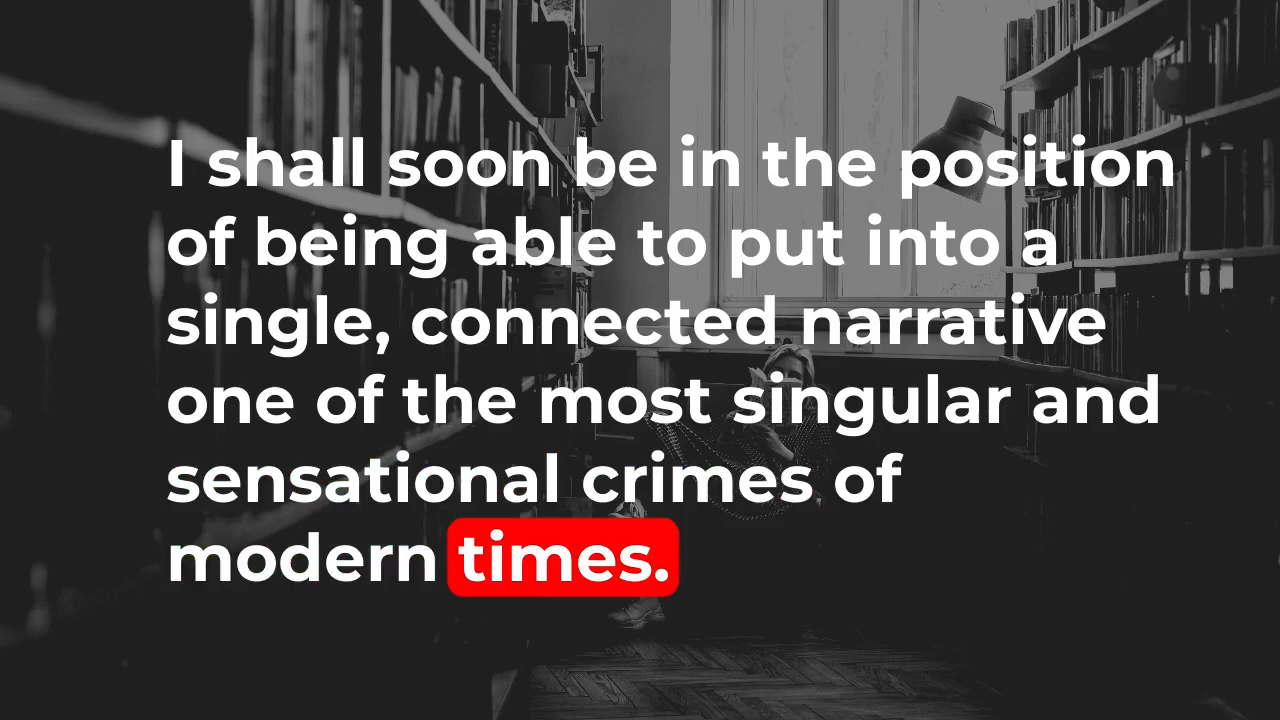 I shall soon be in the position
of being able to put into a
single, connected narrative
one of the most singular and
sensational crimes of
modern times.